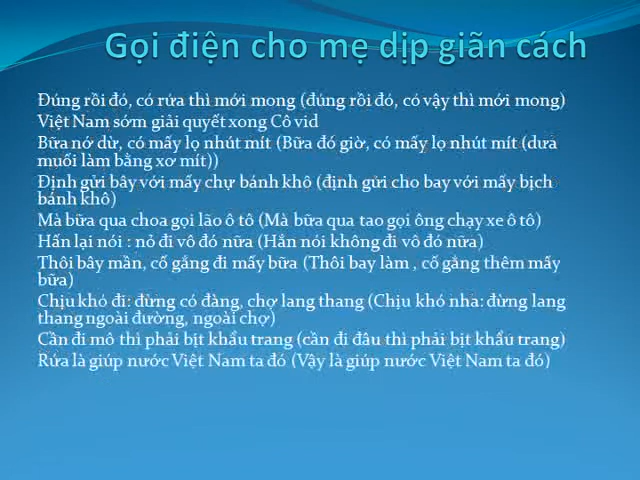 Gọi điện cho mẹ dịp giãn cách
Đúng rồi đó, có rứa thì mới mong (đúng rồi đó, có vậy thì mới mong)
Việt Nam sớm giải quyết xong Cô vid
Bữa nớ dừ, có mấy lọ nhút mít (Bữa đó giờ, có mấy lọ nhút mít (dưa
muối làm bằng xơ mít))
Định gửi bây với mấy chự bánh khô (định gửi cho bay với mấy bịch
bánh khô)
Mà bữa qua choa gọi lão ô tô (Mà bữa qua tao gọi ông chạy xe ô tô)
Hấn lại nói : nỏ đi vô đó nữa (Hắn nói không đi vô đó nữa)
Thôi bây mần, cố gắng đi mấy bữa (Thôi bay làm , cố gắng thêm mấy
bữa)
Chịu khó đi: đừng có đàng, chợ lang thang (Chịu khó nha: đừng lang
thang ngoài đường, ngoài chợ)
Cần đi mô thì phải bịt khẩu trang (cần đi đâu thì phải bịt khẩu trang)
Rứa là giúp nước Việt Nam ta đó (Vậy là giúp nước Việt Nam ta đó)